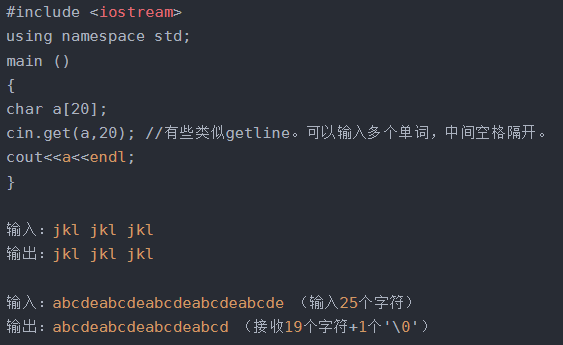 #include <iostream>
using namespace std;
main ()
{
char a[20];
cin.get(a,20); //有些类似getline。可以输入多个单词，中间空格隔开。
cout<<a<<endl;
}
输入：jkl jkl jkl
输出：jkl jkl jkl
输入：abcdeabcdeabcdeabcdeabcde （输入25个字符）
输出：abcdeabcdeabcdeabcd （接收19个字符+1个'\0'）